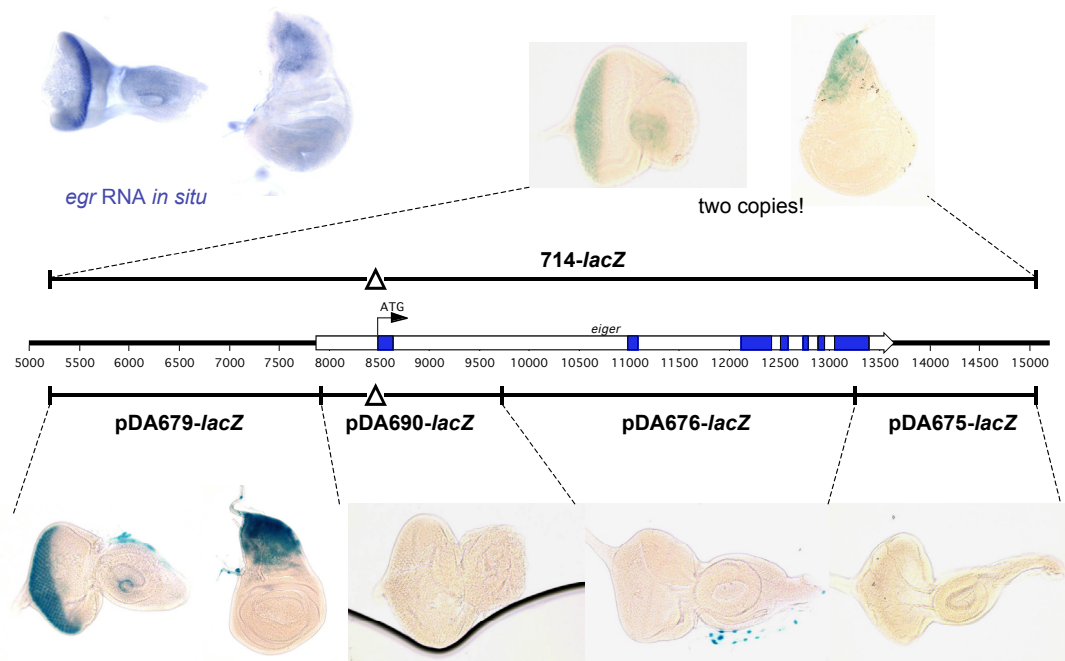 egr RNA in situ
two copies!
714-lacZ
ATG
eiger
5000 5500 6000 6500 7000 7500 8000 8500 9000 9500 10000 10500 11000 11500 12000 12500 13000 13500 14000 14500 15000
pDA679-lacZ pDA690-lacZ pDA676-lacZ pDA675-lacZ